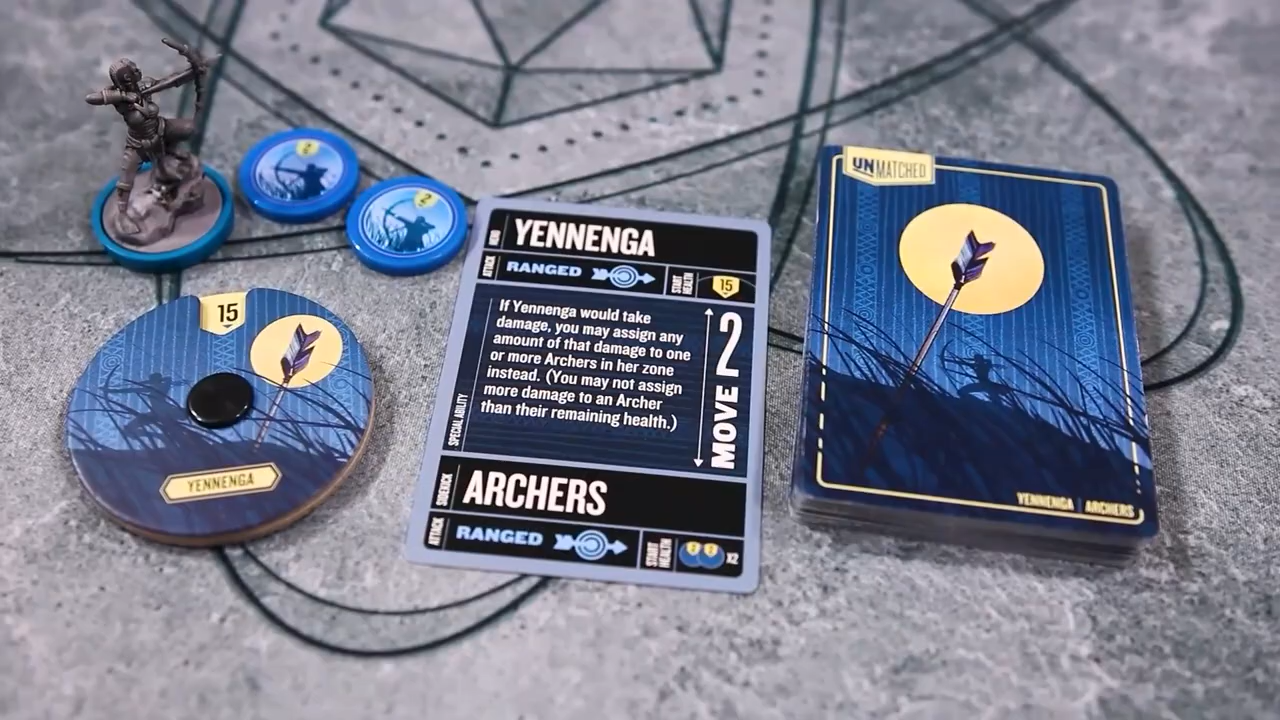 2
2
15
YENNENGA
HERO
YENNENGA
ATTACK
RANGED
START
HEALTH
15
SPECIAL ABILITY
If Yennenga would take
damage, you may assign any
amount of that damage to one
or more Archers in her zone
instead. (You may not assign
more damage to an Archer
than their remaining health.)
MOVE 2
SIDEKICK
ARCHERS
ATTACK
RANGED
START
HEALTH
2 2 X2
UNMATCHED
YENNENGA | ARCHERS